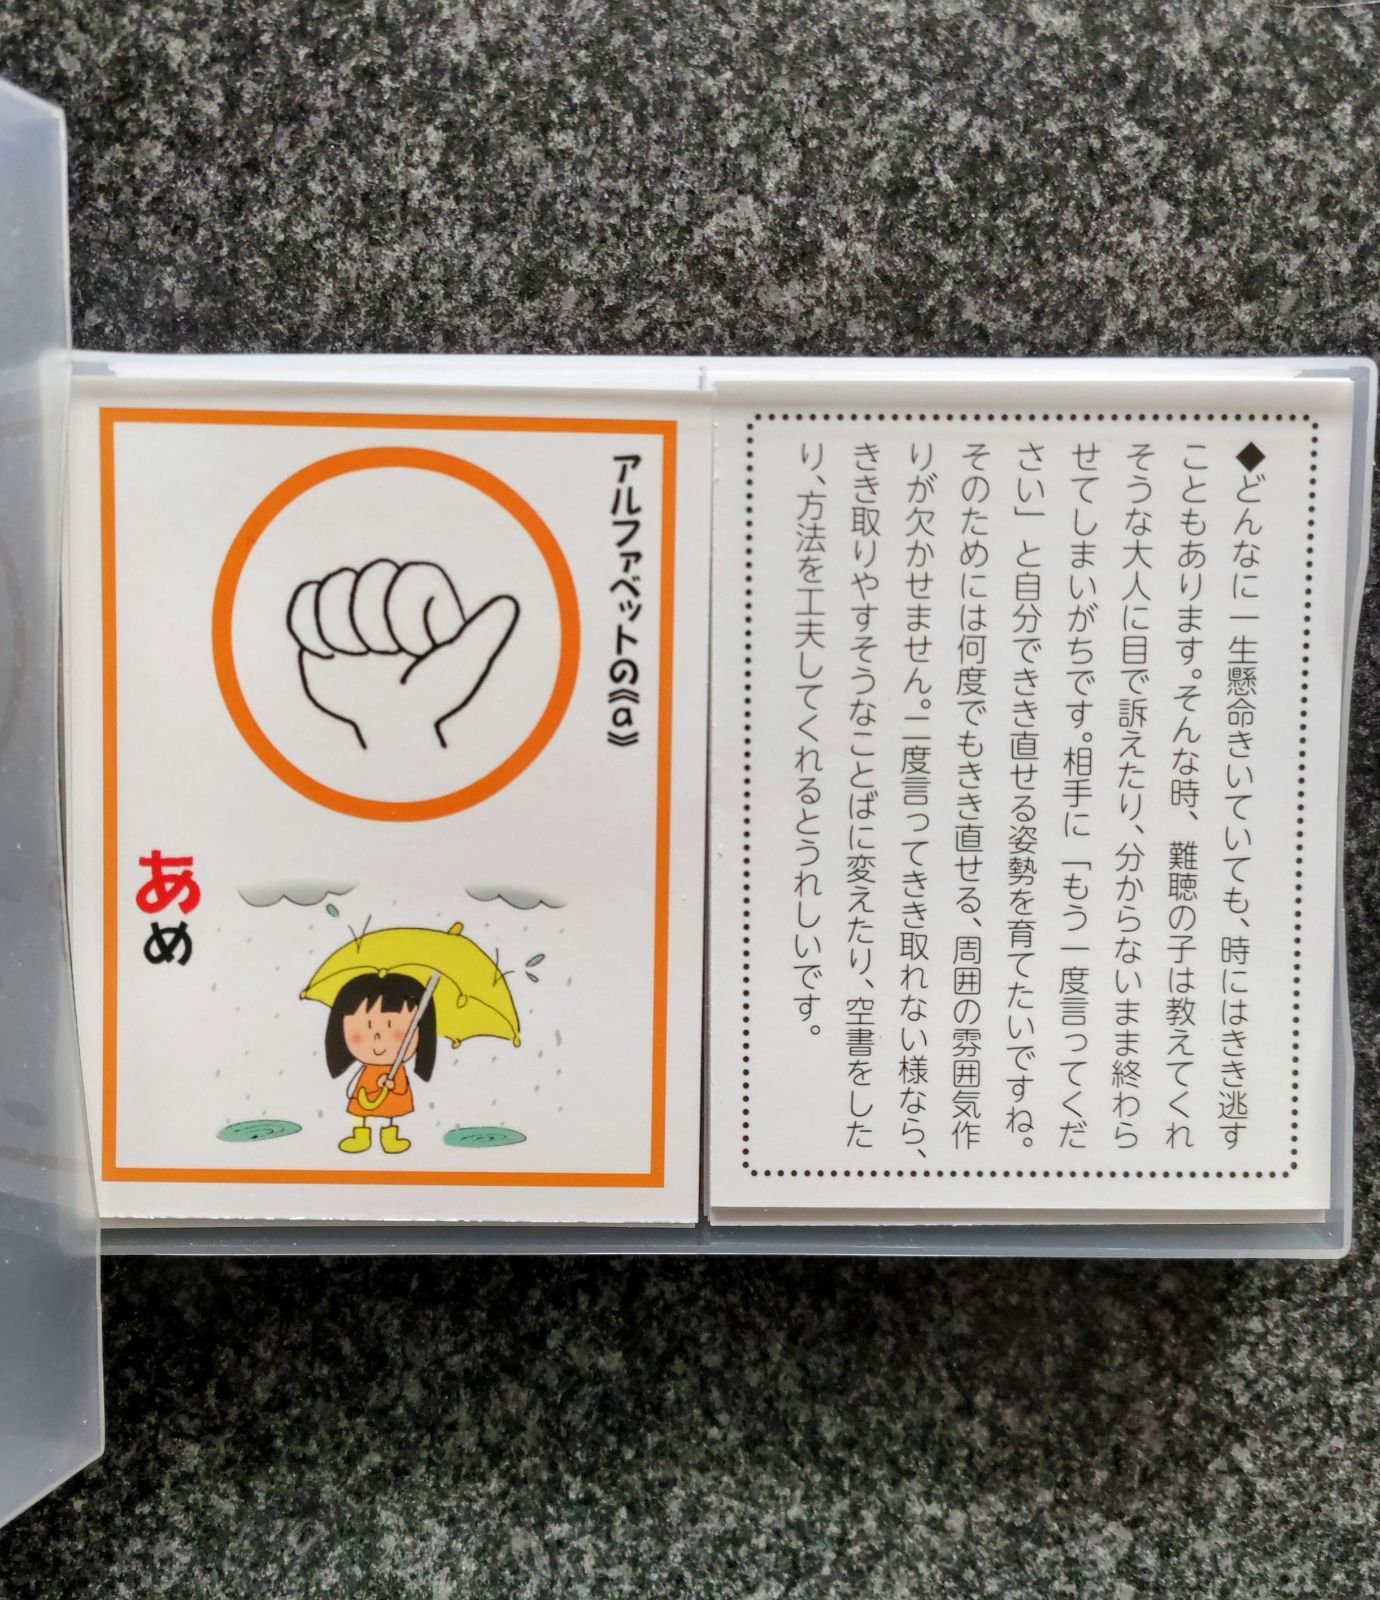 アルファベットの《a》
あめ
◆どんなに一生懸命きいていても、時にはきき逃す
こともあります。そんな時、難聴の子は教えてくれ
そうな大人に目で訴えたり、分からないまま終わら
せてしまいがちです。相手に「もう一度言ってくだ
さい」と自分できき直せる姿勢を育てたいですね。
そのためには何度でもきき直せる、周囲の雰囲気作
りが欠かせません。二度言ってきき取れない様なら、
きき取りやすそうなことばに変えたり、空書をした
り、方法を工夫してくれるとうれしいです。